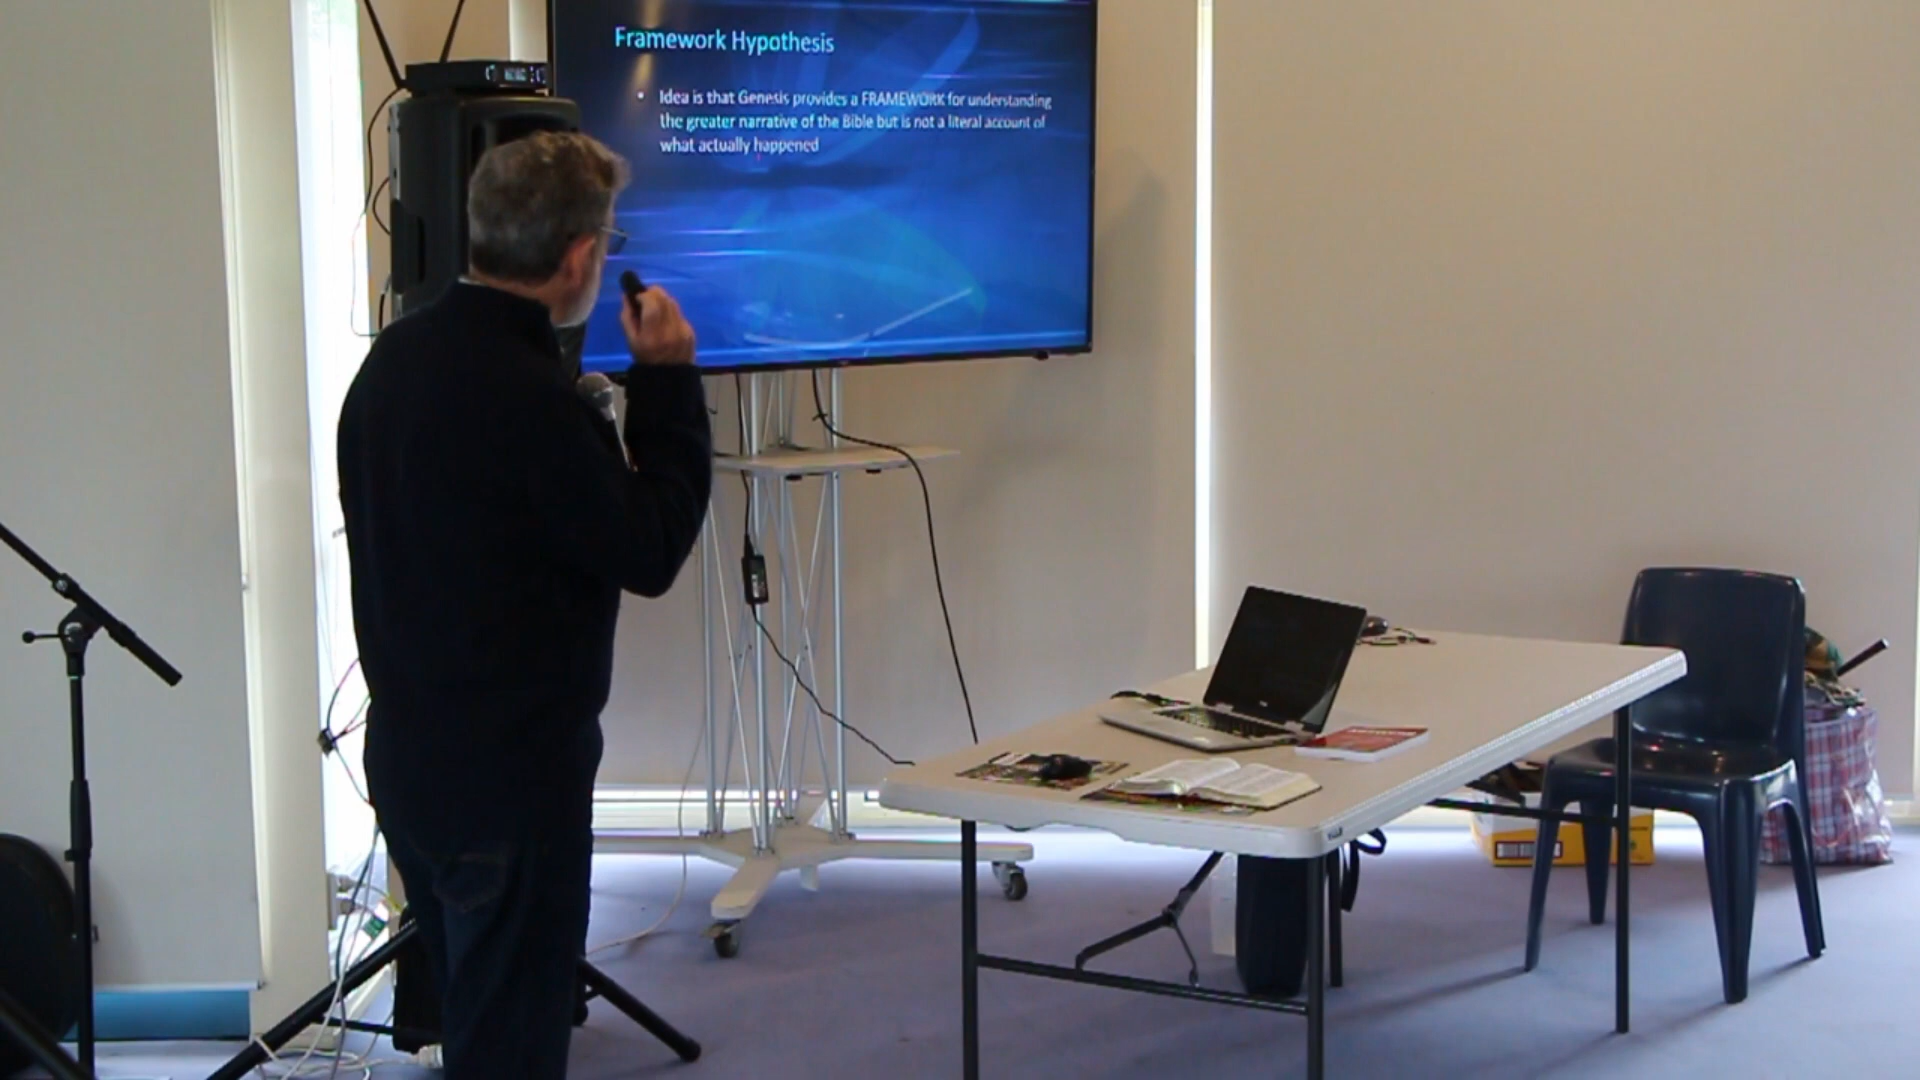 Framework Hypothesis
• Idea is that Genesis provides a FRAMEWORK for understanding
the greater narrative of the Bible but is not a literal account of
what actually happened